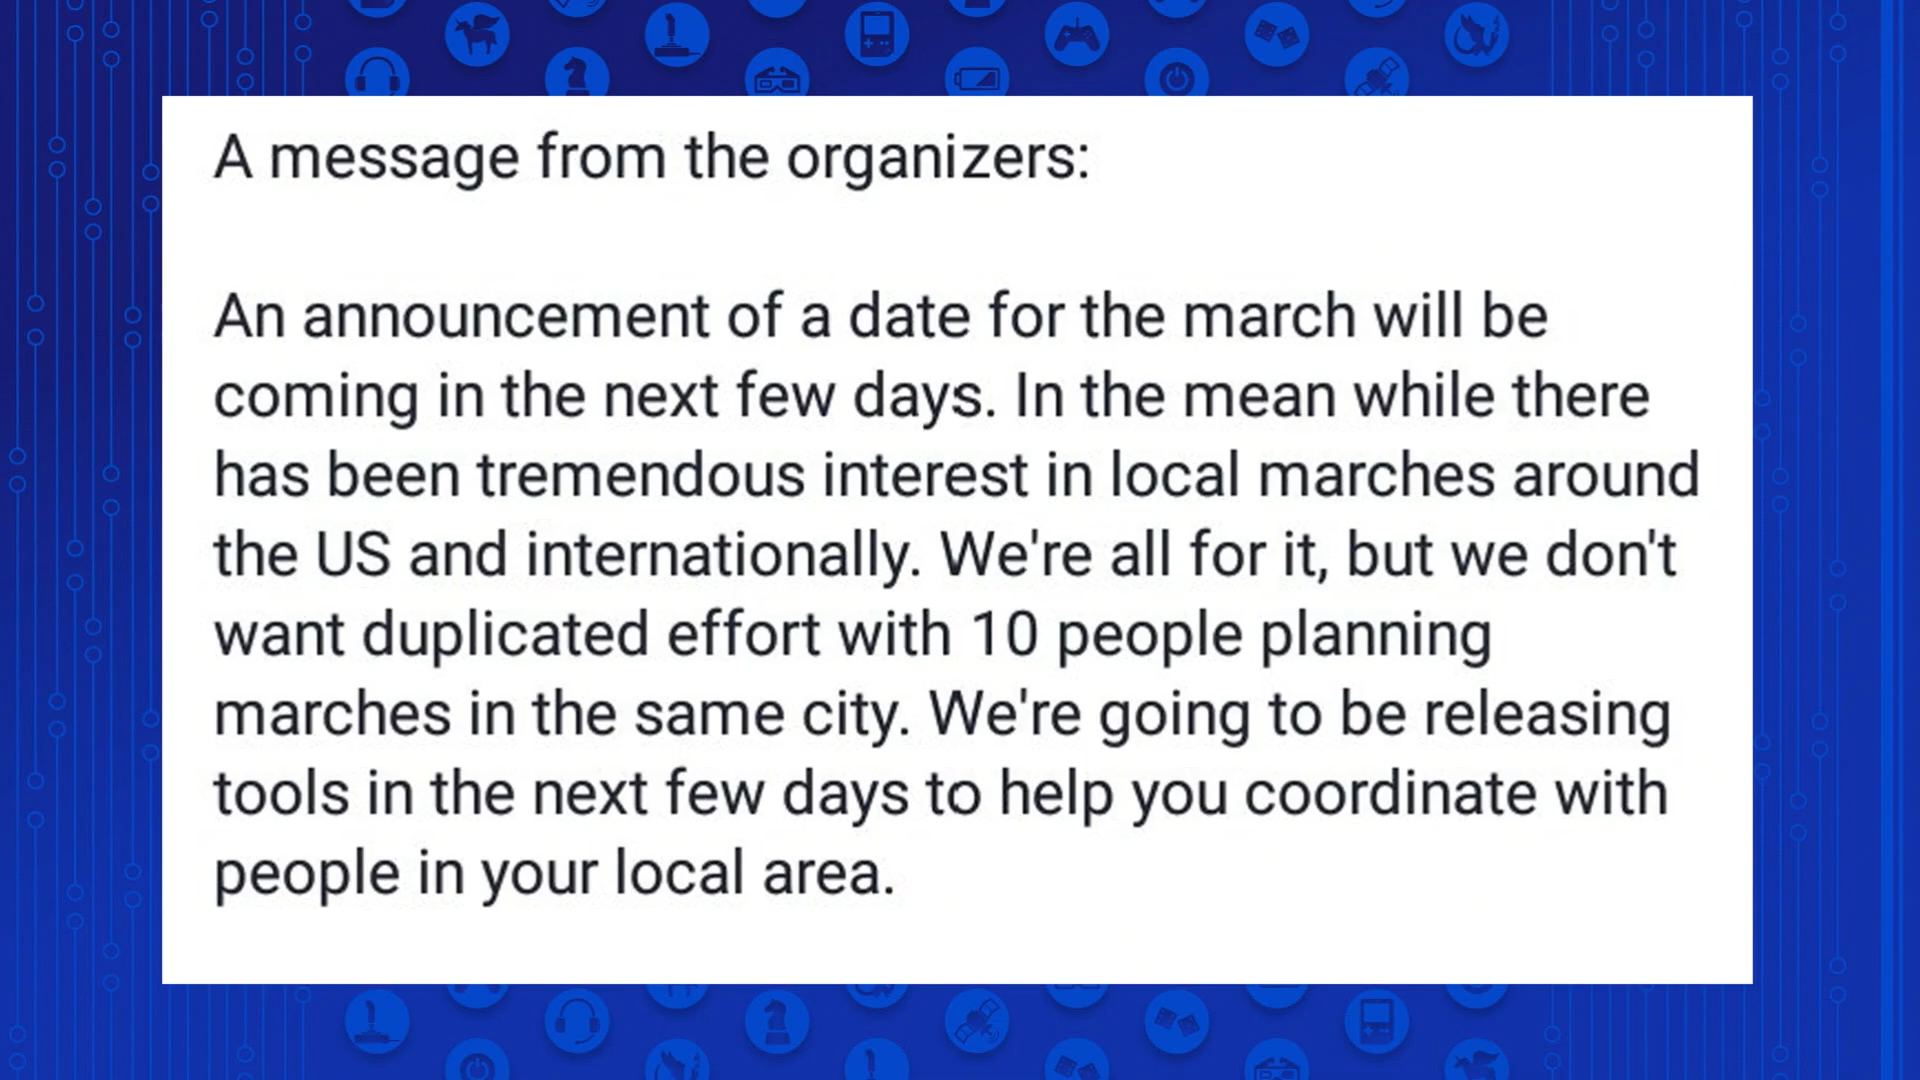 A message from the organizers:
An announcement of a date for the march will be
coming in the next few days. In the mean while there
has been tremendous interest in local marches around
the US and internationally. We're all for it, but we don't
want duplicated effort with 10 people planning
marches in the same city. We're going to be releasing
tools in the next few days to help you coordinate with
people in your local area.